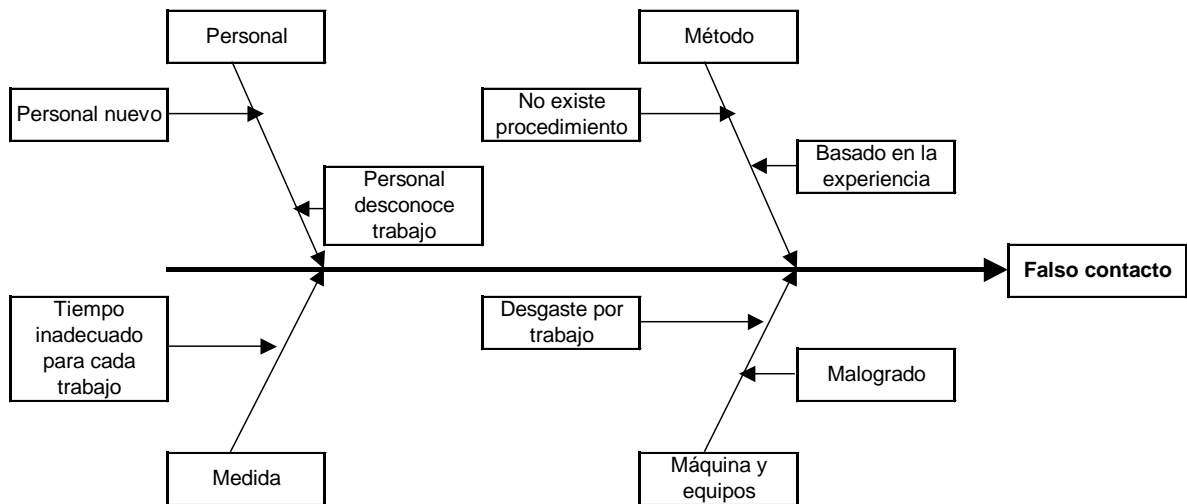 Personal
Método
Personal nuevo
No existe
procedimiento
Basado en la
experiencia
Personal
desconoce
trabajo
Falso contacto
Tiempo
inadecuado
para cada
trabajo
Desgaste por
trabajo
Malogrado
Medida
Máquina y
equipos